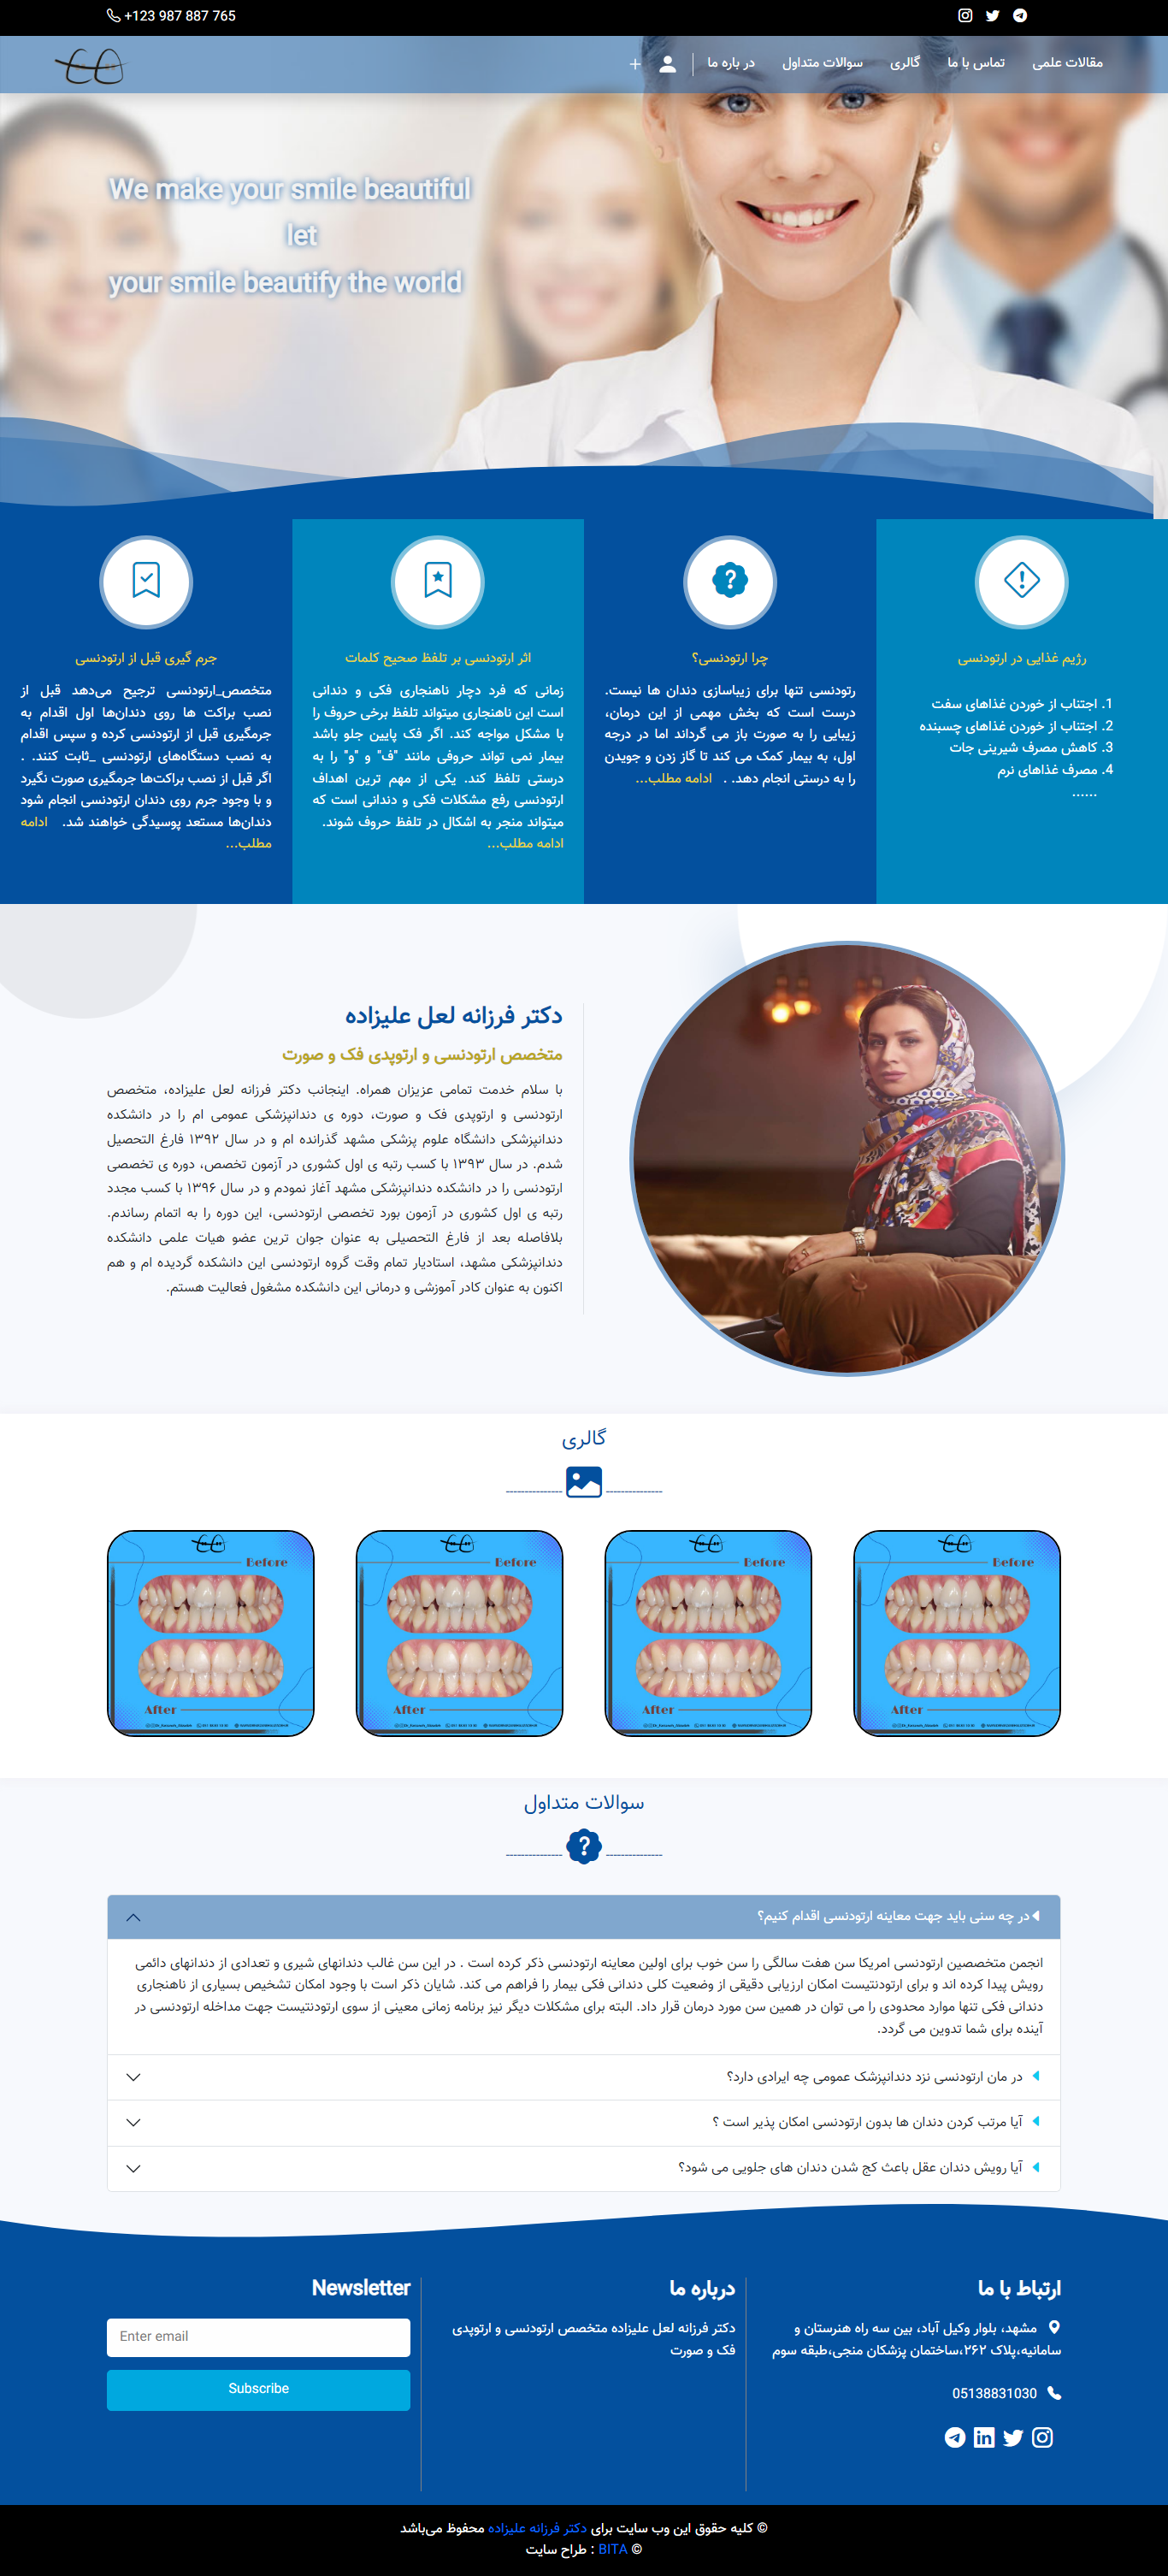 +123 987 887 765
مقالات علمی
تماس با ما
گالری
سوالات متداول
در باره ما
+
We make your smile beautiful
let
your smile beautify the world
رژیم غذایی در ارتودنسی
1. اجتناب از خوردن غذاهای سفت
2. اجتناب از خوردن غذاهای چسبنده
3. کاهش مصرف شیرینی جات
4. مصرف غذاهای نرم
......
چرا ارتودنسی؟
رتودنسی تنها برای زیباسازی دندان ها نیست.
درست است که بخش مهمی از این درمان،
زیبایی را به صورت باز می گرداند اما در درجه
اول، به بیمار کمک می کند تا گاز زدن و جویدن
را به درستی انجام دهد. . ادامه مطلب...
اثر ارتودنسی بر تلفظ صحیح کلمات
زمانی که فرد دچار ناهنجاری فکی و دندانی
است این ناهنجاری میتواند تلفظ برخی حروف را
با مشکل مواجه کند. اگر فک پایین جلو باشد
بیمار نمی تواند حروفی مانند "ف" و "و" را به
درستی تلفظ کند. یکی از مهم ترین اهداف
ارتودنسی رفع مشکلات فکی و دندانی است که
میتواند منجر به اشکال در تلفظ حروف شوند.
ادامه مطلب...
جرم گیری قبل از ارتودنسی
متخصص_ارتودنسی ترجیح می‌دهد قبل از
نصب براکت ها روی دندان‌ها اول اقدام به
جرمگیری قبل از ارتودنسی کرده و سپس اقدام
به نصب دستگاه‌های ارتودنسی _ثابت کنند. .
اگر قبل از نصب براکت‌ها جرمگیری صورت نگیرد
و با وجود جرم روی دندان ارتودنسی انجام شود
دندان‌ها مستعد پوسیدگی خواهند شد. ادامه
مطلب...
دکتر فرزانه لعل علیزاده
متخصص ارتودنسی و ارتوپدی فک و صورت
با سلام خدمت تمامی عزیزان همراه. اینجانب دکتر فرزانه لعل علیزاده، متخصص
ارتودنسی و ارتوپدی فک و صورت، دوره ی دندانپزشکی عمومی ام را در دانشکده
دندانپزشکی دانشگاه علوم پزشکی مشهد گذرانده ام و در سال ۱۳۹۲ فارغ التحصیل
شدم. در سال ۱۳۹۳ با کسب رتبه ی اول کشوری در آزمون تخصص، دوره ی تخصصی
ارتودنسی را در دانشکده دندانپزشکی مشهد آغاز نمودم و در سال ۱۳۹۶ با کسب مجدد
رتبه ی اول کشوری در آزمون بورد تخصصی ارتودنسی، این دوره را به اتمام رساندم.
بلافاصله بعد از فارغ التحصیلی به عنوان جوان ترین عضو هیات علمی دانشکده
دندانپزشکی مشهد، استادیار تمام وقت گروه ارتودنسی این دانشکده گردیده ام و هم
اکنون به عنوان کادر آموزشی و درمانی این دانشکده مشغول فعالیت هستم.
گالری
Before
After
Before
After
Before
After
Before
After
سوالات متداول
در چه سنی باید جهت معاینه ارتودنسی اقدام کنیم؟
انجمن متخصصین ارتودنسی امریکا سن هفت سالگی را سن خوب برای اولین معاینه ارتودنسی ذکر کرده است . در این سن غالب دندانهای شیری و تعدادی از دندانهای دائمی
رویش پیدا کرده اند و برای ارتودنتیست امکان ارزیابی دقیقی از وضعیت کلی دندانی فکی بیمار را فراهم می کند. شایان ذکر است با وجود امکان تشخیص بسیاری از ناهنجاری
دندانی فکی تنها موارد محدودی را می توان در همین سن مورد درمان قرار داد. البته برای مشکلات دیگر نیز برنامه زمانی معینی از سوی ارتودنتیست جهت مداخله ارتودنسی در
آینده برای شما تدوین می گردد.
در مان ارتودنسی نزد دندانپزشک عمومی چه ایرادی دارد؟
آیا مرتب کردن دندان ها بدون ارتودنسی امکان پذیر است ؟
آیا رویش دندان عقل باعث کج شدن دندان های جلویی می شود؟
ارتباط با ما
مشهد، بلوار وکیل آباد، بین سه راه هنرستان و
سامانیه،پلاک ۲۶۲،ساختمان پزشکان منجی،طبقه سوم
05138831030
درباره ما
دکتر فرزانه لعل علیزاده متخصص ارتودنسی و ارتوپدی
فک و صورت
Newsletter
Enter email
Subscribe
© کلیه حقوق این وب سایت برای دکتر فرزانه علیزاده محفوظ می‌باشد
© BITA : طراح سایت